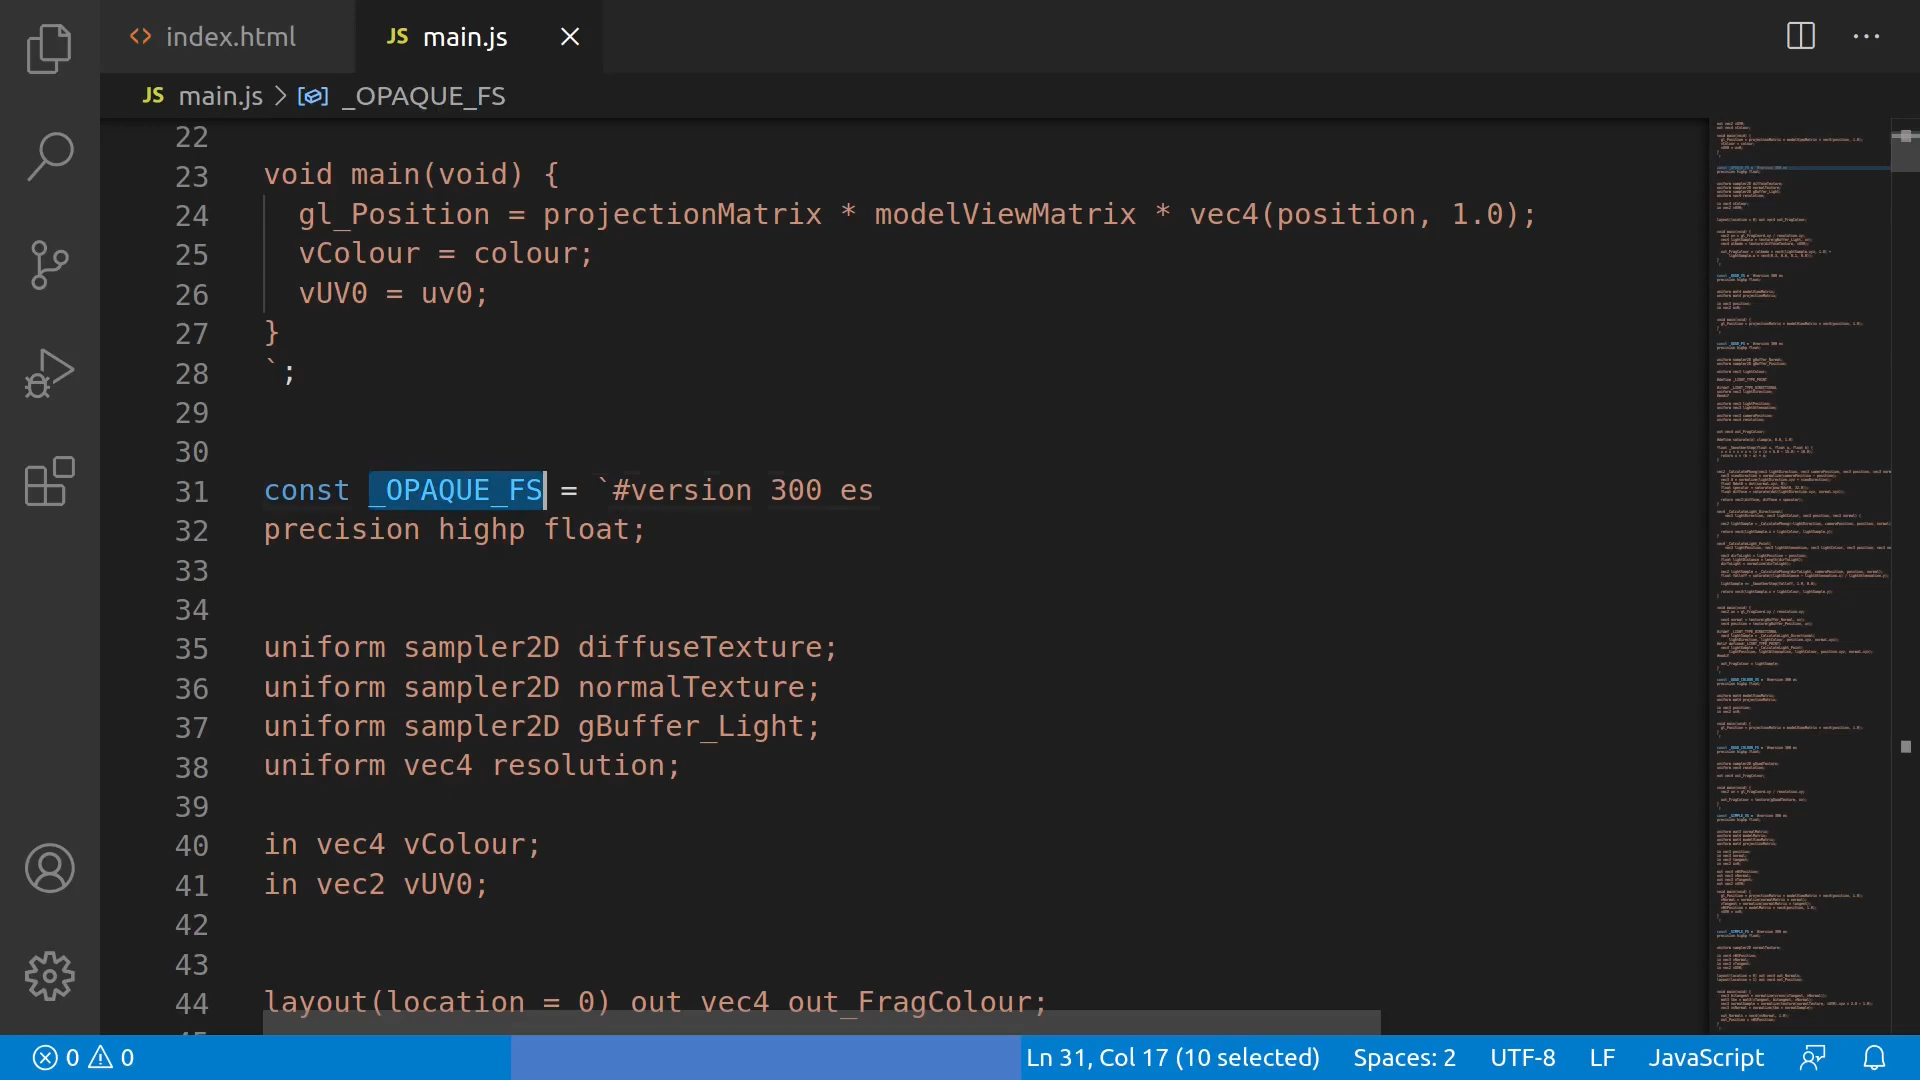 index.html
JS main.js
JS main.js > _OPAQUE_FS
22
23 void main(void) {
24 gl_Position = projectionMatrix * modelViewMatrix * vec4(position, 1.0);
25 vColour = colour;
26 vUV0 = uv0;
27 }
28 `;
29
30
31 const _OPAQUE_FS = `#version 300 es
32 precision highp float;
33
34
35 uniform sampler2D diffuseTexture;
36 uniform sampler2D normalTexture;
37 uniform sampler2D gBuffer_Light;
38 uniform vec4 resolution;
39
40 in vec4 vColour;
41 in vec2 vUV0;
42
43
44 layout(location = 0) out vec4 out_FragColour;
0 0 Ln 31, Col 17 (10 selected) Spaces: 2 UTF-8 LF JavaScript